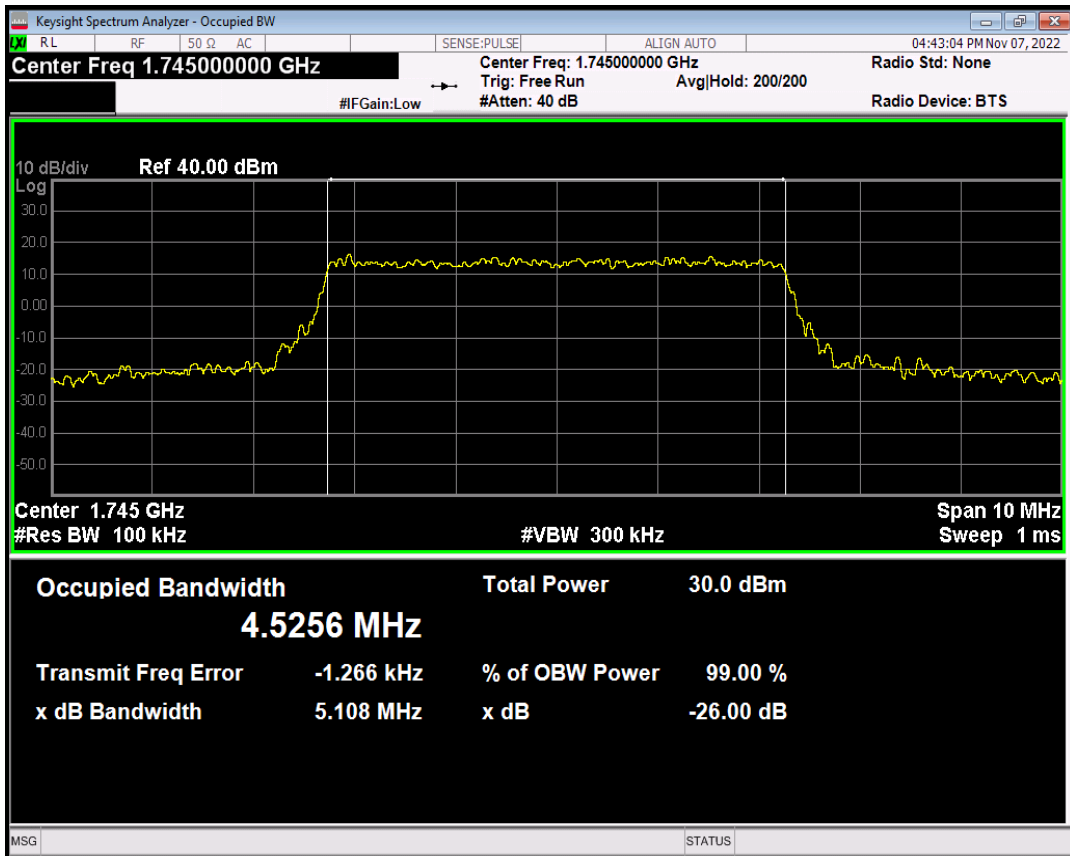 Keysight Spectrum Analyzer - Occupied BW
LXI RL RF 50 Ω AC SENSE:PULSE ALIGN AUTO 04:43:04 PM Nov 07, 2022
Center Freq 1.745000000 GHz Center Freq: 1.745000000 GHz Radio Std: None
Trig: Free Run Avg|Hold: 200/200
#IFGain:Low #Atten: 40 dB Radio Device: BTS
10 dB/div Ref 40.00 dBm
Log
30.0
20.0
10.0
0.00
-10.0
-20.0
-30.0
-40.0
-50.0
Center 1.745 GHz Span 10 MHz
#Res BW 100 kHz #VBW 300 kHz Sweep 1 ms
Occupied Bandwidth Total Power 30.0 dBm
4.5256 MHz
Transmit Freq Error -1.266 kHz % of OBW Power 99.00 %
x dB Bandwidth 5.108 MHz x dB -26.00 dB
MSG STATUS